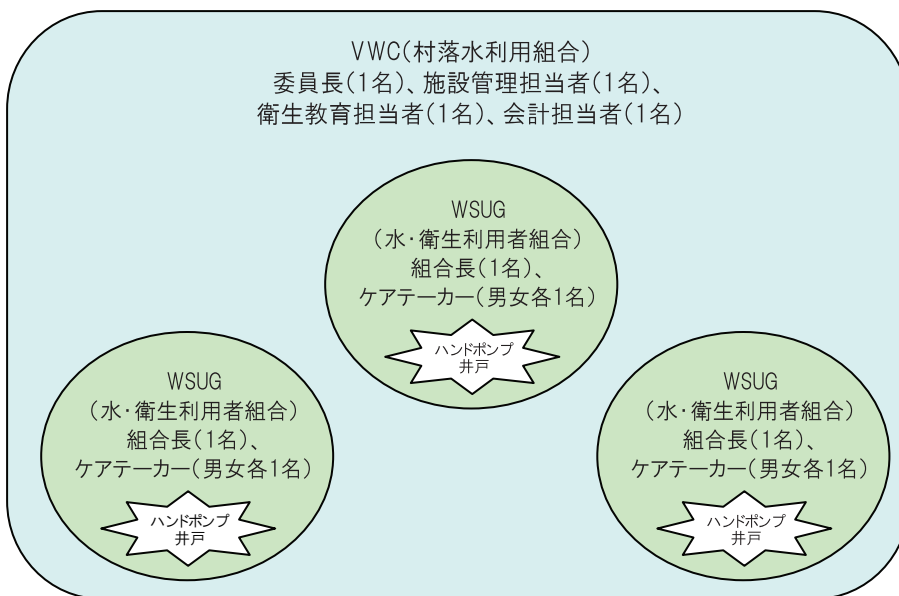 VWC(村落水利用組合)
委員長(1名)、施設管理担当者(1名)、
衛生教育担当者(1名)、会計担当者(1名)
WSUG
(水・衛生利用者組合)
組合長(1名)、
ケアテーカー(男女各1名)
ハンドポンプ
井戸
WSUG
(水・衛生利用者組合)
組合長(1名)、
ケアテーカー(男女各1名)
ハンドポンプ
井戸
WSUG
(水・衛生利用者組合)
組合長(1名)、
ケアテーカー(男女各1名)
ハンドポンプ
井戸